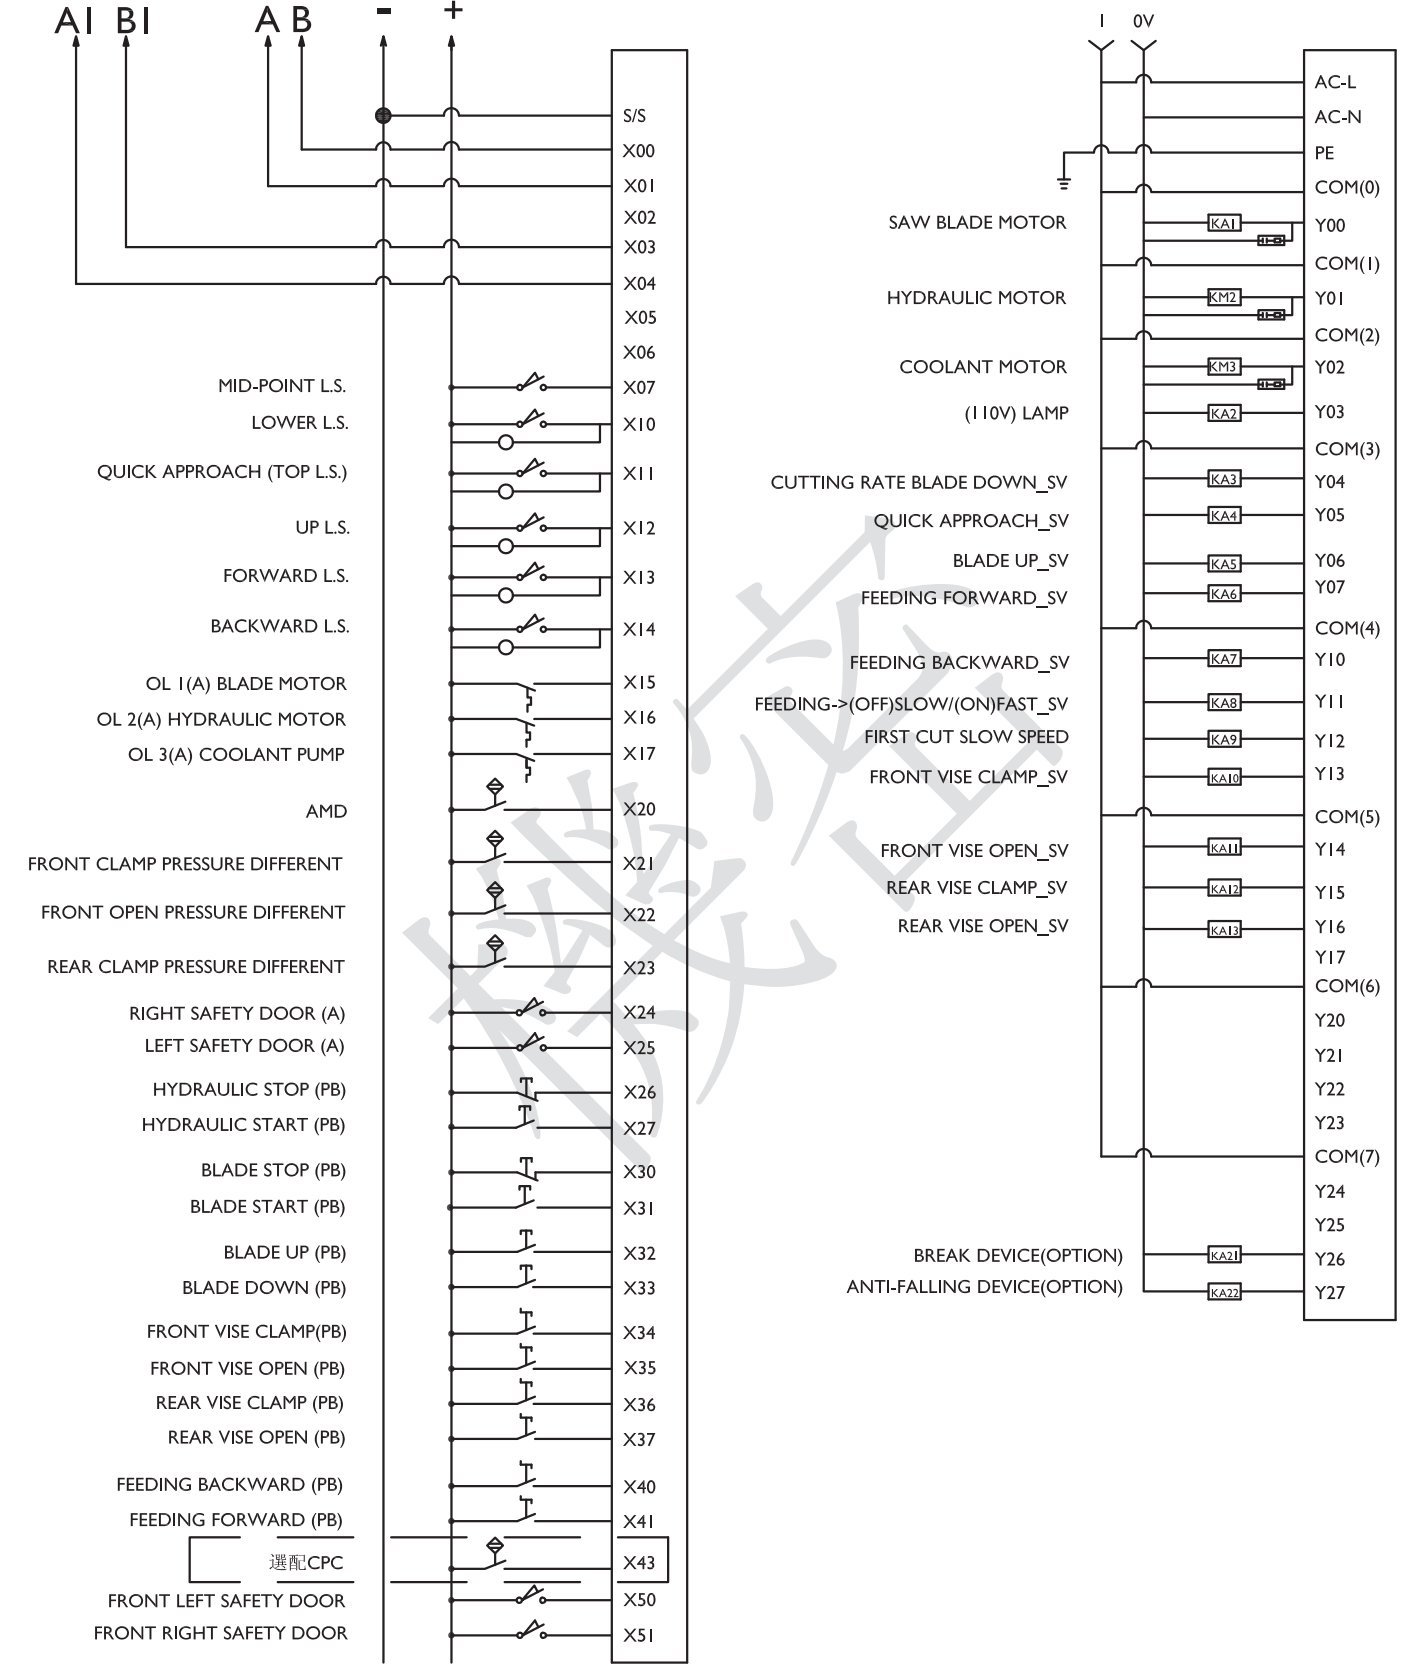 A1 B1 A B - +
S/S
X00
X01
X02
X03
X04
X05
X06
MID-POINT L.S. X07
LOWER L.S. X10
QUICK APPROACH (TOP L.S.) X11
UP L.S. X12
FORWARD L.S. X13
BACKWARD L.S. X14
OL 1(A) BLADE MOTOR X15
OL 2(A) HYDRAULIC MOTOR X16
OL 3(A) COOLANT PUMP X17
AMD X20
FRONT CLAMP PRESSURE DIFFERENT X21
FRONT OPEN PRESSURE DIFFERENT X22
REAR CLAMP PRESSURE DIFFERENT X23
RIGHT SAFETY DOOR (A) X24
LEFT SAFETY DOOR (A) X25
HYDRAULIC STOP (PB) X26
HYDRAULIC START (PB) X27
BLADE STOP (PB) X30
BLADE START (PB) X31
BLADE UP (PB) X32
BLADE DOWN (PB) X33
FRONT VISE CLAMP(PB) X34
FRONT VISE OPEN (PB) X35
REAR VISE CLAMP (PB) X36
REAR VISE OPEN (PB) X37
FEEDING BACKWARD (PB) X40
FEEDING FORWARD (PB) X41
選配CPC X43
FRONT LEFT SAFETY DOOR X50
FRONT RIGHT SAFETY DOOR X51
1 0V
AC-L
AC-N
PE
COM(0)
SAW BLADE MOTOR KA1 Y00
COM(1)
HYDRAULIC MOTOR KM2 Y01
COM(2)
COOLANT MOTOR KM3 Y02
(110V) LAMP KA2 Y03
COM(3)
CUTTING RATE BLADE DOWN_SV KA3 Y04
QUICK APPROACH_SV KA4 Y05
BLADE UP_SV KA5 Y06
FEEDING FORWARD_SV KA6 Y07
COM(4)
FEEDING BACKWARD_SV KA7 Y10
FEEDING->(OFF)SLOW/(ON)FAST_SV KA8 Y11
FIRST CUT SLOW SPEED KA9 Y12
FRONT VISE CLAMP_SV KA10 Y13
COM(5)
FRONT VISE OPEN_SV KA11 Y14
REAR VISE CLAMP_SV KA12 Y15
REAR VISE OPEN_SV KA13 Y16
Y17
COM(6)
Y20
Y21
Y22
Y23
COM(7)
Y24
Y25
BREAK DEVICE(OPTION) KA21 Y26
ANTI-FALLING DEVICE(OPTION) KA22 Y27
機密